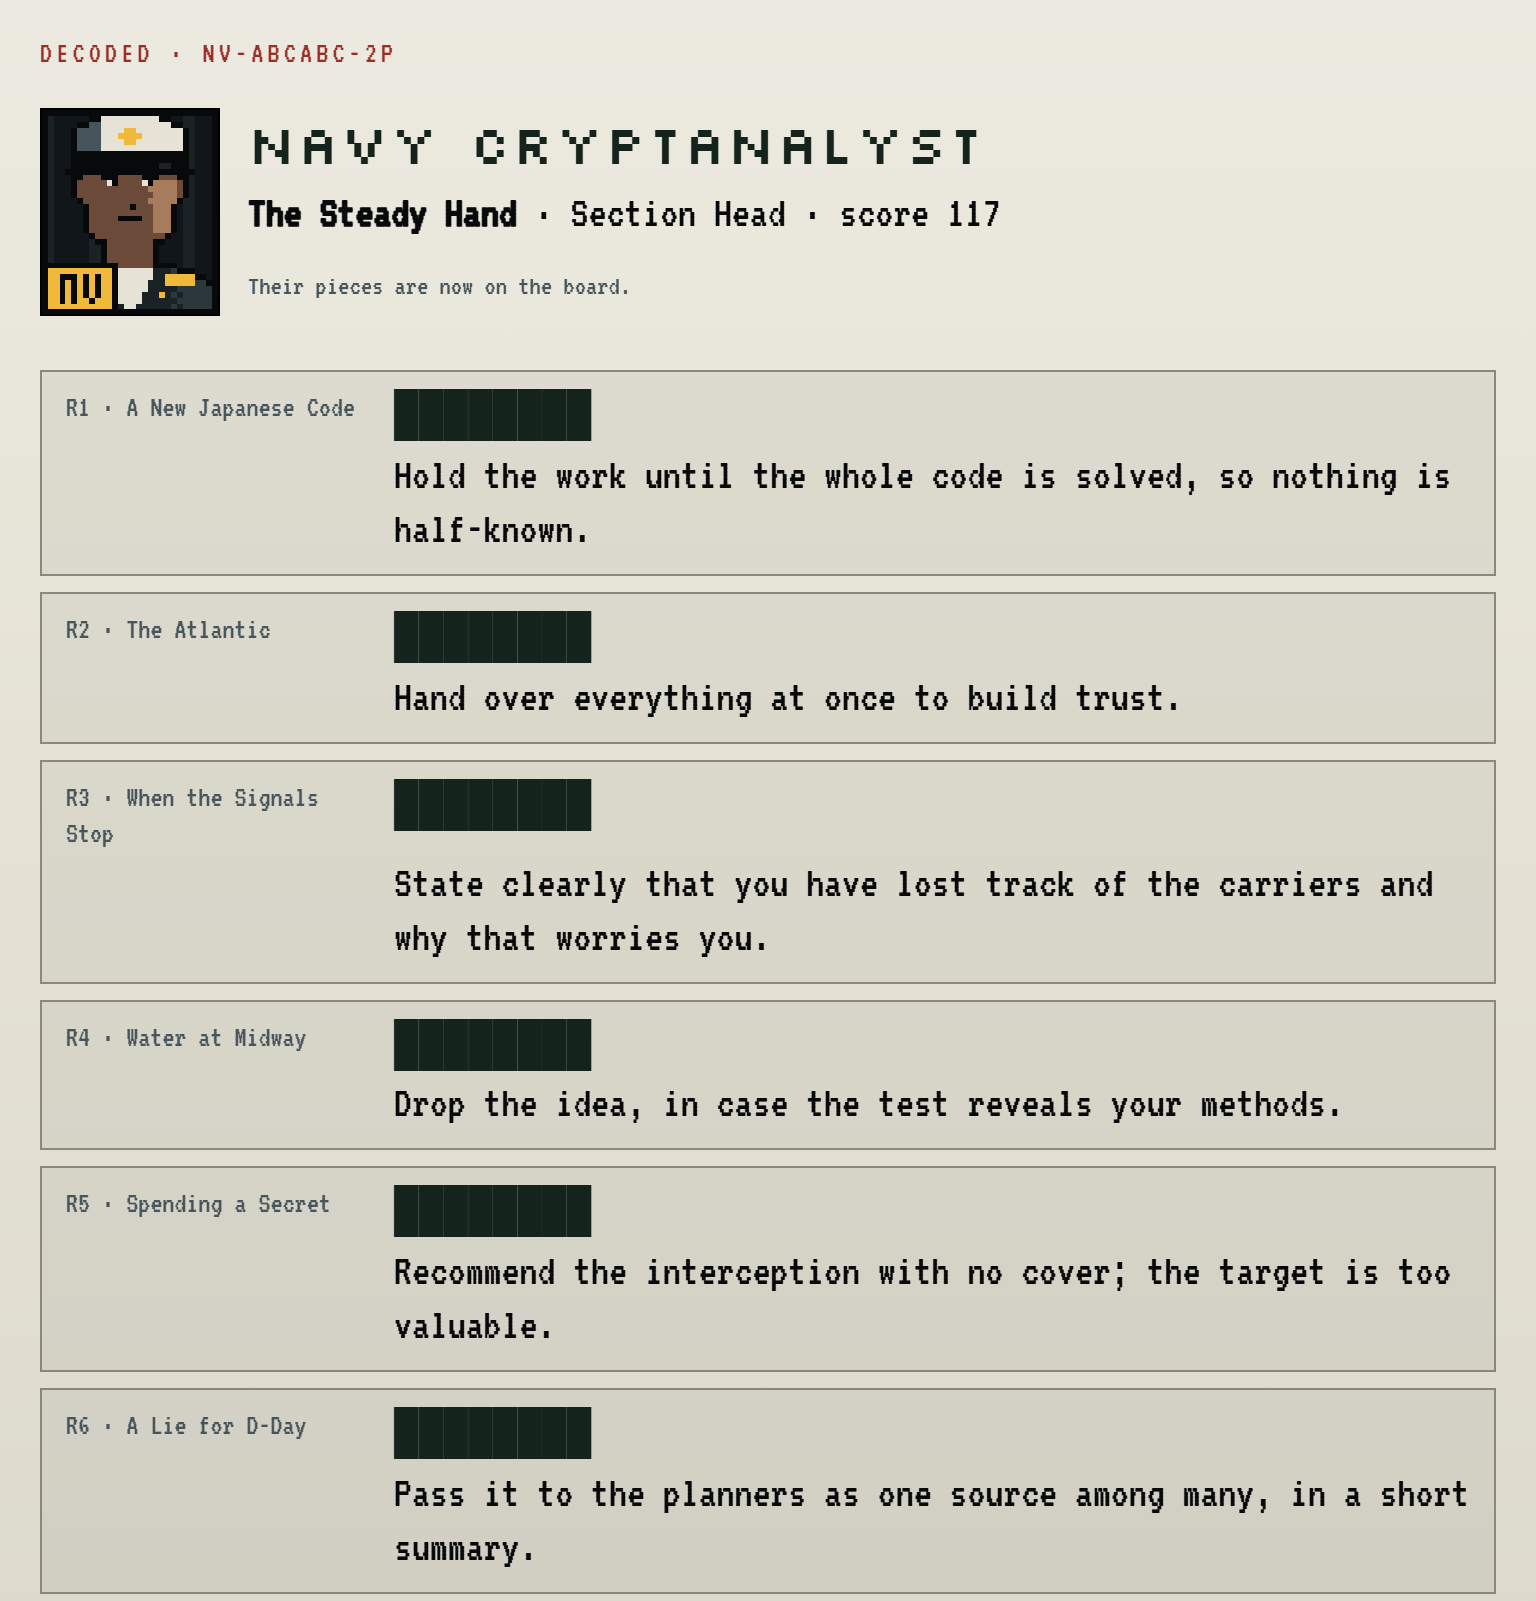 DECODED · NV-ABCABC-2P
NAVY CRYPTANALYST
The Steady Hand · Section Head · score 117
Their pieces are now on the board.
NV
R1 · A New Japanese Code
Hold the work until the whole code is solved, so nothing is
half-known.
R2 · The Atlantic
Hand over everything at once to build trust.
R3 · When the Signals
Stop
State clearly that you have lost track of the carriers and
why that worries you.
R4 · Water at Midway
Drop the idea, in case the test reveals your methods.
R5 · Spending a Secret
Recommend the interception with no cover; the target is too
valuable.
R6 · A Lie for D-Day
Pass it to the planners as one source among many, in a short
summary.